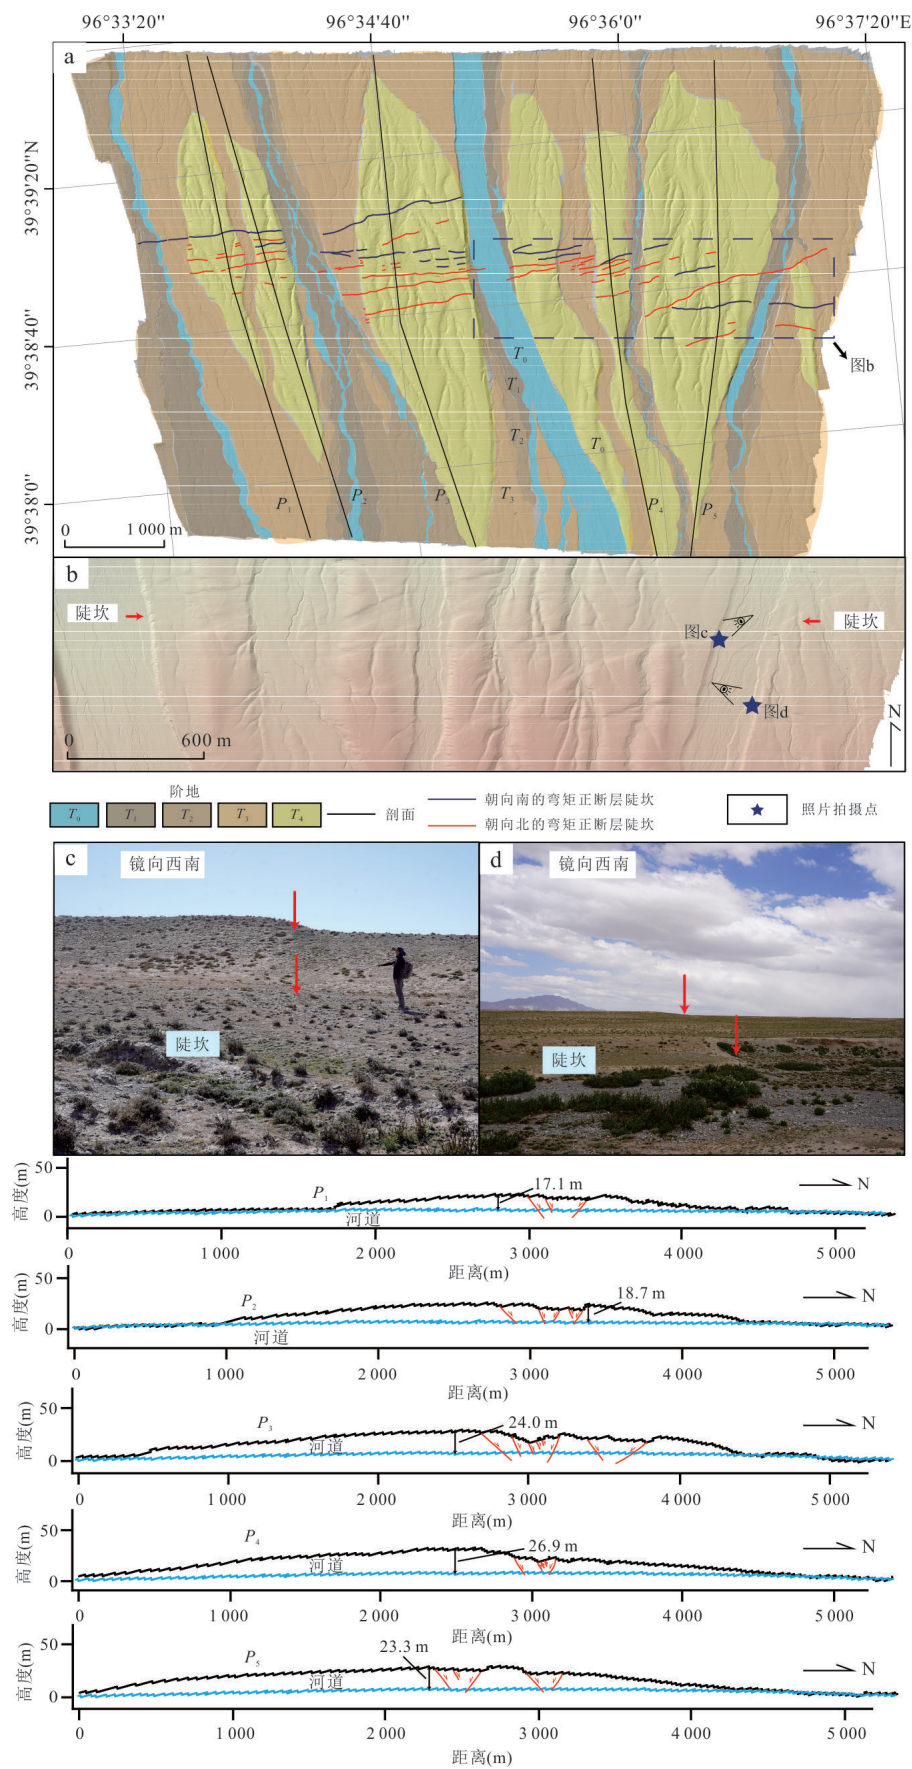 96°33′20″ 96°34′40″ 96°36′0″ 96°37′20″E
a
39°39′20″N
39°38′40″
39°38′0″
图b
T₀
T₁
T₂
T₀
T₃
P₁ P₂ P₃ P₄ P₅
0 1 000 m
b
陡坎 陡坎
图c
图d
0 600 m
N
阶地
T₀ T₁ T₂ T₃ T₄ 剖面
朝向南的弯矩正断层陡坎
朝向北的弯矩正断层陡坎
照片拍摄点
c 镜向西南
陡坎
d 镜向西南
陡坎
高度(m)
50
0
P₁ 17.1 m N
河道
0 1 000 2 000 3 000 4 000 5 000
距离(m)
高度(m)
50
0
P₂ 18.7 m N
河道
0 1 000 2 000 3 000 4 000 5 000
距离(m)
高度(m)
50
0
P₃ 24.0 m N
河道
0 1 000 2 000 3 000 4 000 5 000
距离(m)
高度(m)
50
0
P₄ 26.9 m N
河道
0 1 000 2 000 3 000 4 000 5 000
距离(m)
高度(m)
50
0
P₅ 23.3 m N
河道
0 1 000 2 000 3 000 4 000 5 000
距离(m)